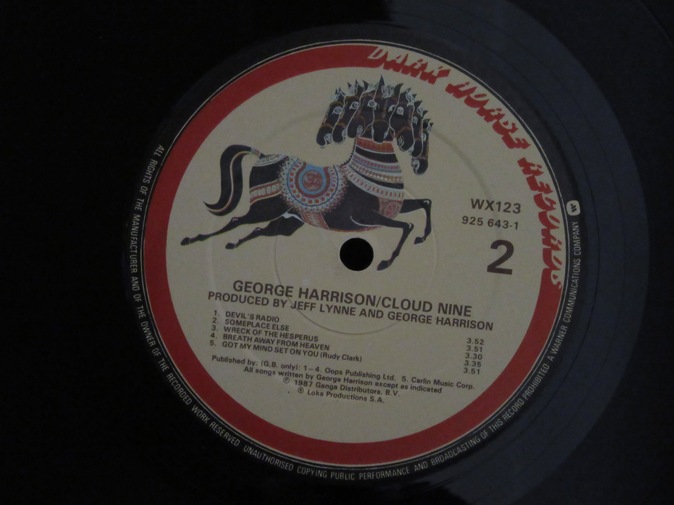 DARK HORSE RECORDS
WX123
925 643·1
2
GEORGE HARRISON/CLOUD NINE
PRODUCED BY JEFF LYNNE AND GEORGE HARRISON
1. DEVIL'S RADIO 3.52
2. SOMEPLACE ELSE 3.51
3. WRECK OF THE HESPERUS 3.30
4. BREATH AWAY FROM HEAVEN 3.35
5. GOT MY MIND SET ON YOU (Rudy Clark) 3.51
Published by: (G.B. only): 1–4 Oops Publishing Ltd. 5. Carlin Music Corp.
All songs written by George Harrison except as indicated
℗ 1987 Ganga Distributors. B.V.
Loka Productions S.A.
ALL RIGHTS OF THE MANUFACTURER AND OF THE OWNER OF THE RECORDED WORK RESERVED. UNAUTHORISED COPYING PUBLIC PERFORMANCE AND BROADCASTING OF THIS RECORD PROHIBITED. A WARNER COMMUNICATIONS COMPANY